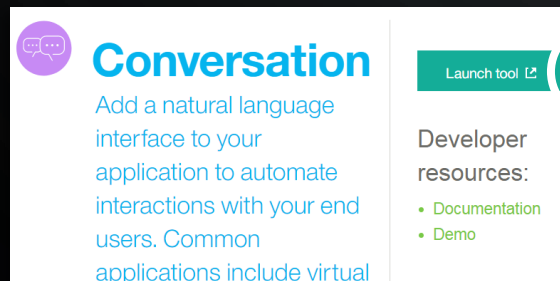 Conversation
Add a natural language
interface to your
application to automate
interactions with your end
users. Common
applications include virtual
Launch tool
Developer
resources:
• Documentation
• Demo